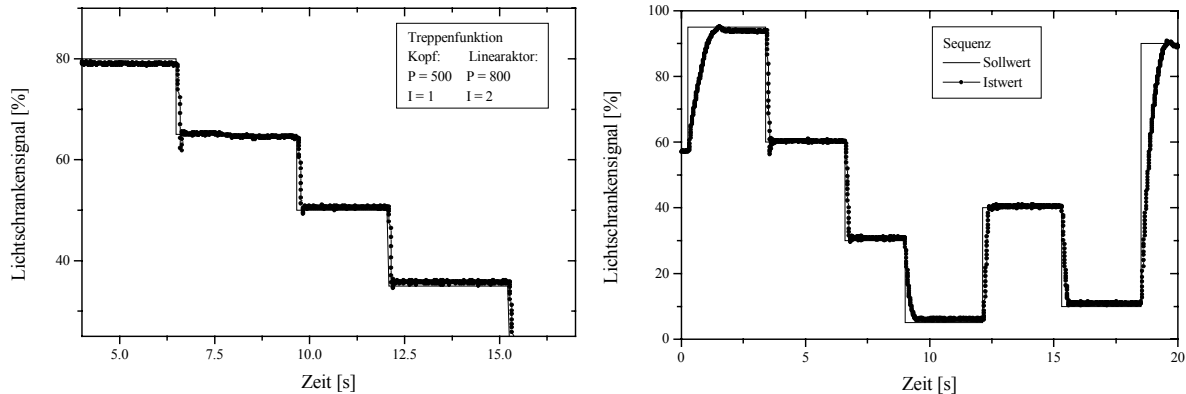 Treppenfunktion
Kopf: Linearaktor:
P = 500 P = 800
I = 1 I = 2
80
60
40
Lichtschrankensignal [%]
5.0 7.5 10.0 12.5 15.0
Zeit [s]
Sequenz
Sollwert
Istwert
100
80
60
40
20
0
Lichtschrankensignal [%]
0 5 10 15 20
Zeit [s]